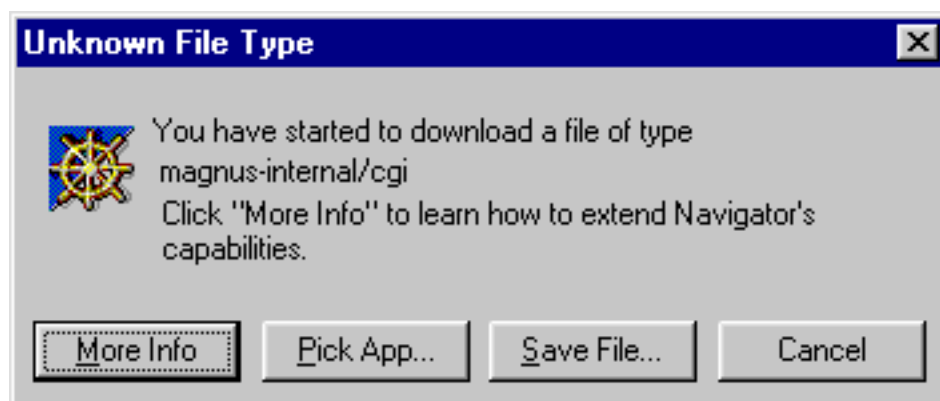 Unknown File Type
You have started to download a file of type
magnus-internal/cgi
Click "More Info" to learn how to extend Navigator's
capabilities.
More Info
Pick App...
Save File...
Cancel